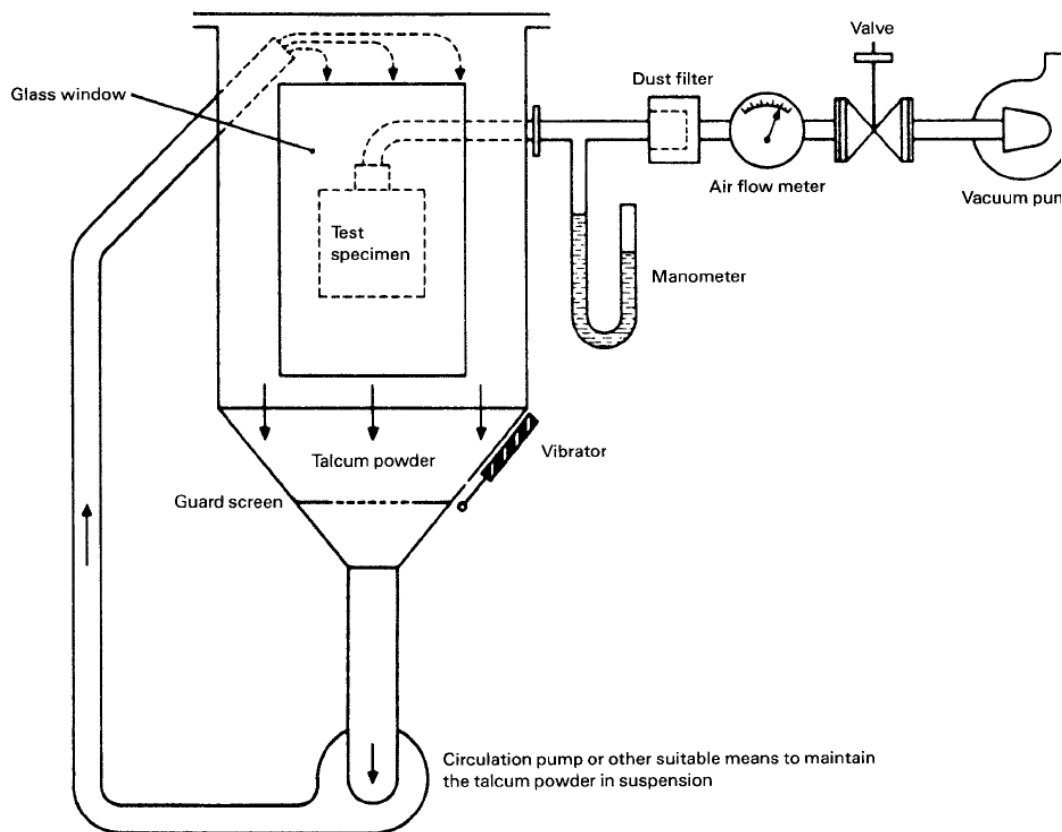 Valve
Dust filter
Glass window
Air flow meter
Vacuum pun
Test
specimen
Manometer
Talcum powder
Vibrator
Guard screen
Circulation pump or other suitable means to maintain
the talcum powder in suspension